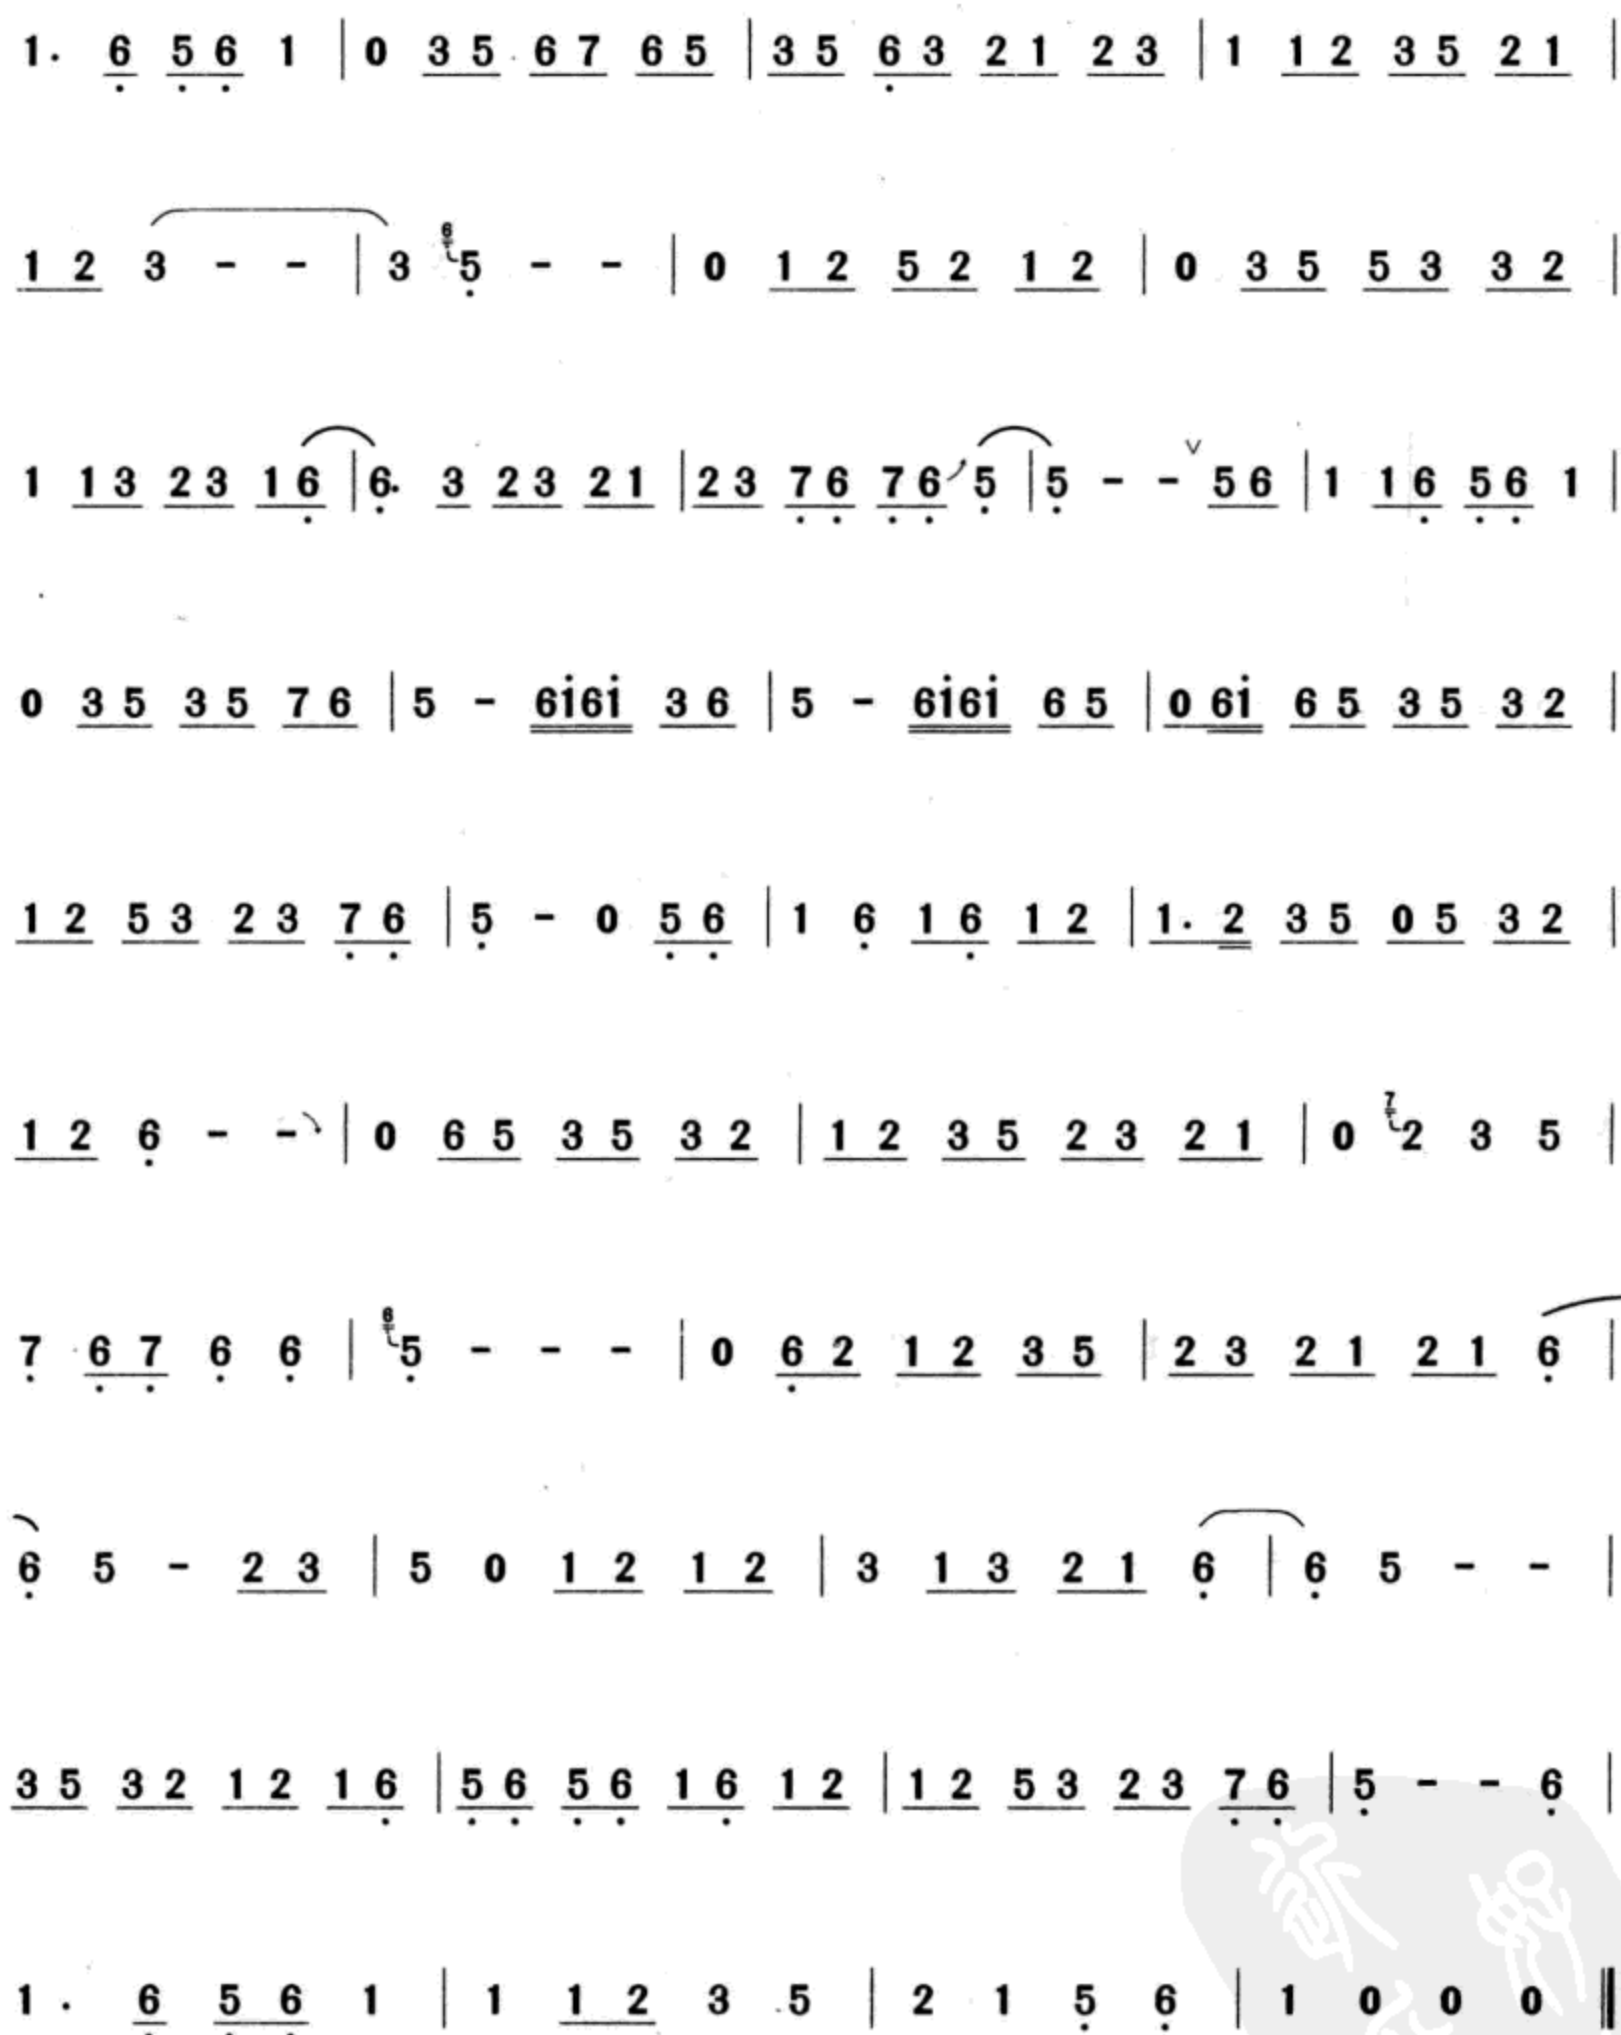 1. 6̣ 5̣ 6̣ 1 | 0 3 5 6 7 6 5 | 3 5 6̣ 3 2 1 2 3 | 1 1 2 3 5 2 1 |
1 2 3 - - | 3 6 5̣ - - | 0 1 2 5 2 1 2 | 0 3 5 5 3 3 2 |
1 1 3 2 3 1 6̣ | 6̣. 3 2 3 2 1 | 2 3 7̣ 6̣ 7̣ 6̣ 5̣ | 5̣ - - ∨ 5 6 | 1 1 6̣ 5̣ 6̣ 1 |
0 3 5 3 5 7 6 | 5 - 6 i 6 i 3 6 | 5 - 6 i 6 i 6 5 | 0 6 i 6 5 3 5 3 2 |
1 2 5 3 2 3 7̣ 6̣ | 5̣ - 0 5̣ 6̣ | 1 6̣ 1 6̣ 1 2 | 1. 2 3 5 0 5 3 2 |
1 2 6̣ - - | 0 6 5 3 5 3 2 | 1 2 3 5 2 3 2 1 | 0 7 2 3 5 |
7̣ 6̣ 7̣ 6̣ 6̣ | 6 5̣ - - - | 0 6̣ 2 1 2 3 5 | 2 3 2 1 2 1 6̣ |
6̣ 5 - 2 3 | 5 0 1 2 1 2 | 3 1 3 2 1 6̣ | 6̣ 5 - - |
3 5 3 2 1 2 1 6̣ | 5̣ 6̣ 5̣ 6̣ 1 6̣ 1 2 | 1 2 5 3 2 3 7̣ 6̣ | 5̣ - - 6̣ |
1. 6̣ 5̣ 6̣ 1 | 1 1 2 3 5 | 2 1 5̣ 6̣ | 1 0 0 0 ‖